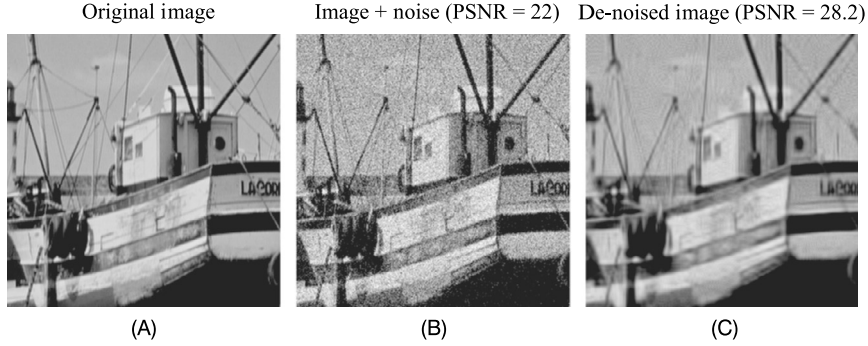 Original image
Image + noise (PSNR = 22)
De-noised image (PSNR = 28.2)
(A)
(B)
(C)